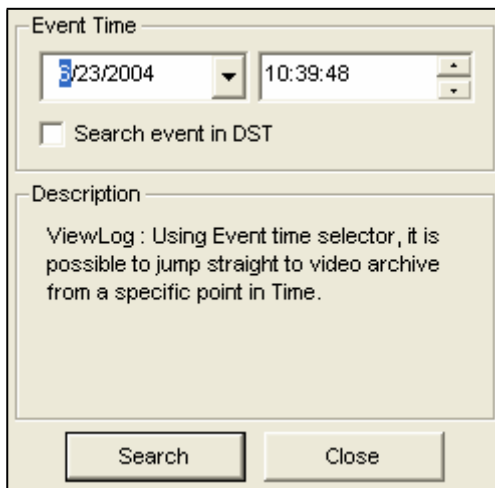 Event Time
6/23/2004 10:39:48
Search event in DST
Description
ViewLog : Using Event time selector, it is
possible to jump straight to video archive
from a specific point in Time.
Search Close